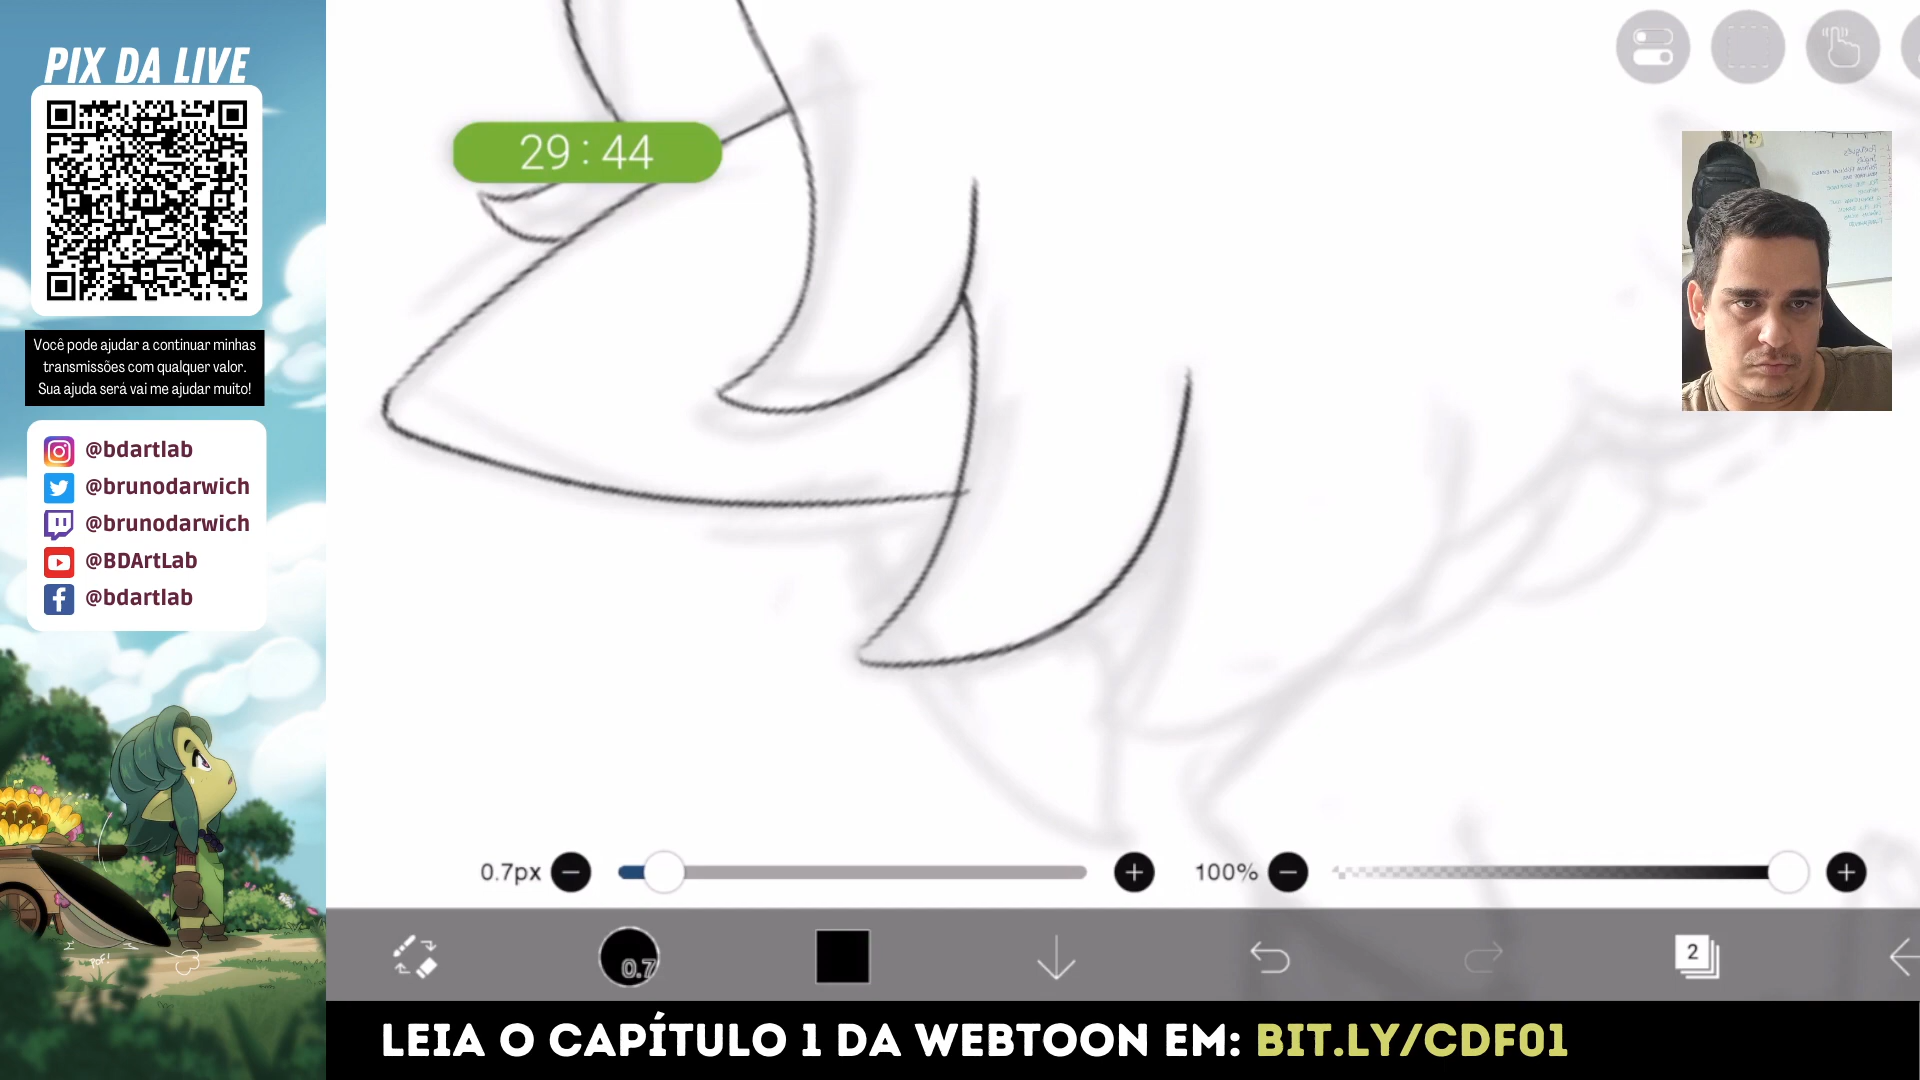 PIX DA LIVE
Você pode ajudar a continuar minhas
transmissões com qualquer valor.
Sua ajuda será vai me ajudar muito!
@bdartlab
@brunodarwich
@brunodarwich
@BDArtLab
@bdartlab
POF!
29:44
0.7px
100%
0.7
2
LEIA O CAPÍTULO 1 DA WEBTOON EM: BIT.LY/CDF01